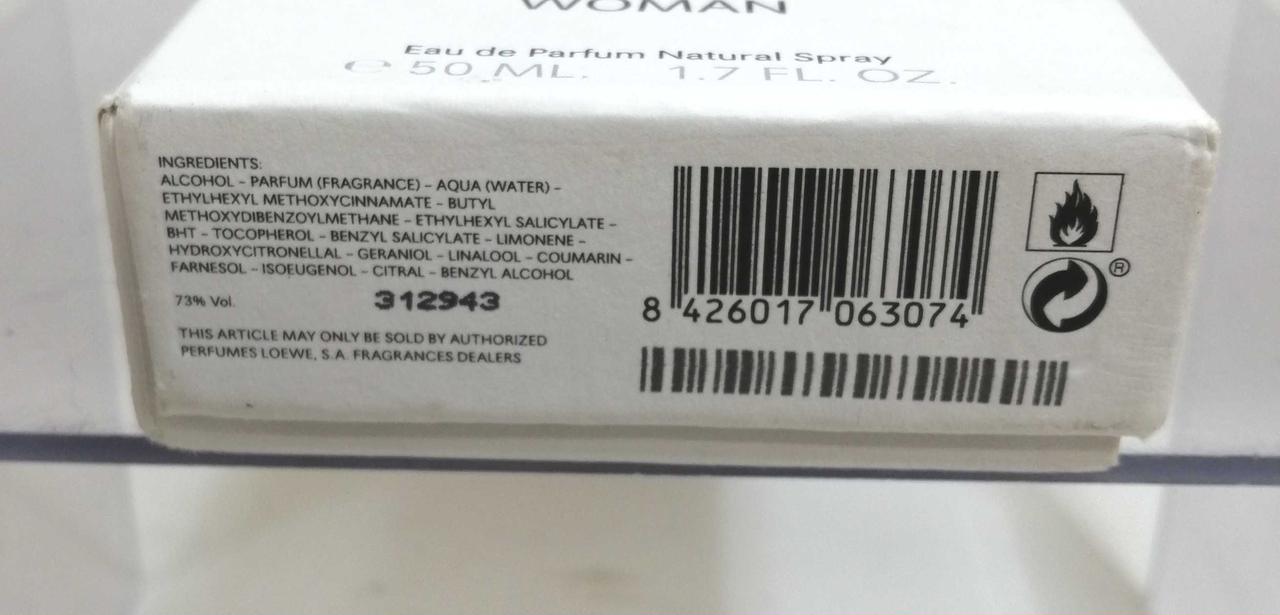 WOMAN
Eau de Parfum Natural Spray
℮ 50 ML. 1.7 FL. OZ.
INGREDIENTS:
ALCOHOL - PARFUM (FRAGRANCE) - AQUA (WATER) -
ETHYLHEXYL METHOXYCINNAMATE - BUTYL
METHOXYDIBENZOYLMETHANE - ETHYLHEXYL SALICYLATE -
BHT - TOCOPHEROL - BENZYL SALICYLATE - LIMONENE -
HYDROXYCITRONELLAL - GERANIOL - LINALOOL - COUMARIN -
FARNESOL - ISOEUGENOL - CITRAL - BENZYL ALCOHOL
73% Vol. 312943
THIS ARTICLE MAY ONLY BE SOLD BY AUTHORIZED
PERFUMES LOEWE, S.A. FRAGRANCES DEALERS
8 426017 063074
®